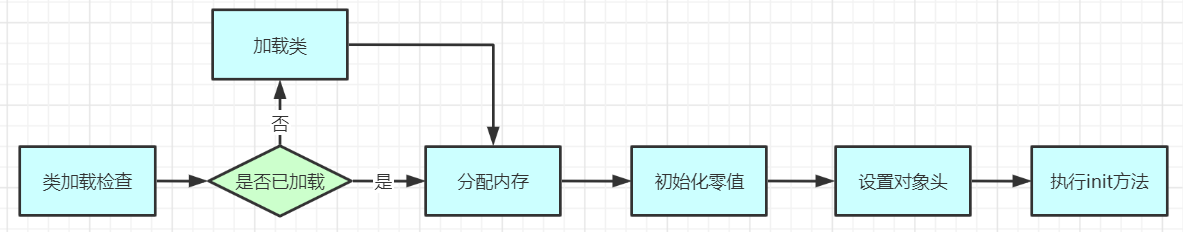 加载类
否
类加载检查
是否已加载
是
分配内存
初始化零值
设置对象头
执行init方法